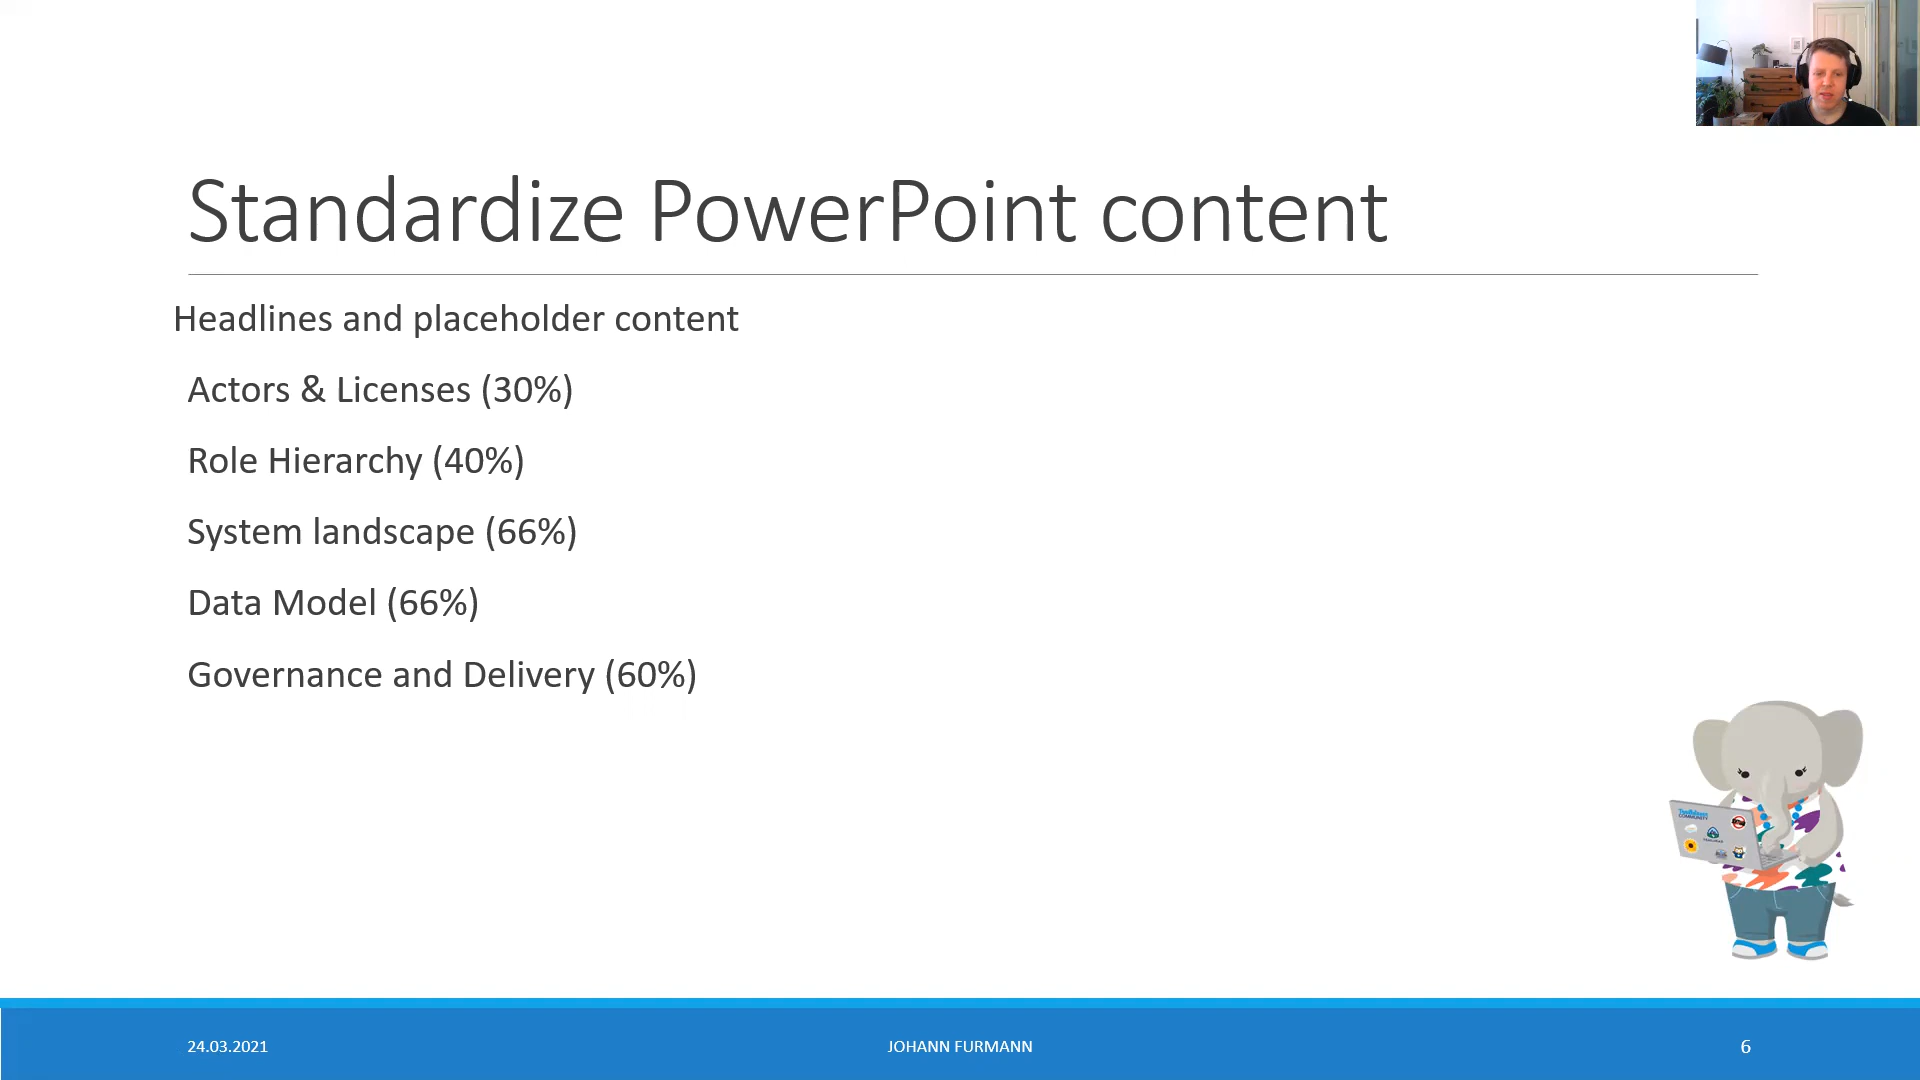 Standardize PowerPoint content
Headlines and placeholder content
Actors & Licenses (30%)
Role Hierarchy (40%)
System landscape (66%)
Data Model (66%)
Governance and Delivery (60%)
24.03.2021
JOHANN FURMANN
6